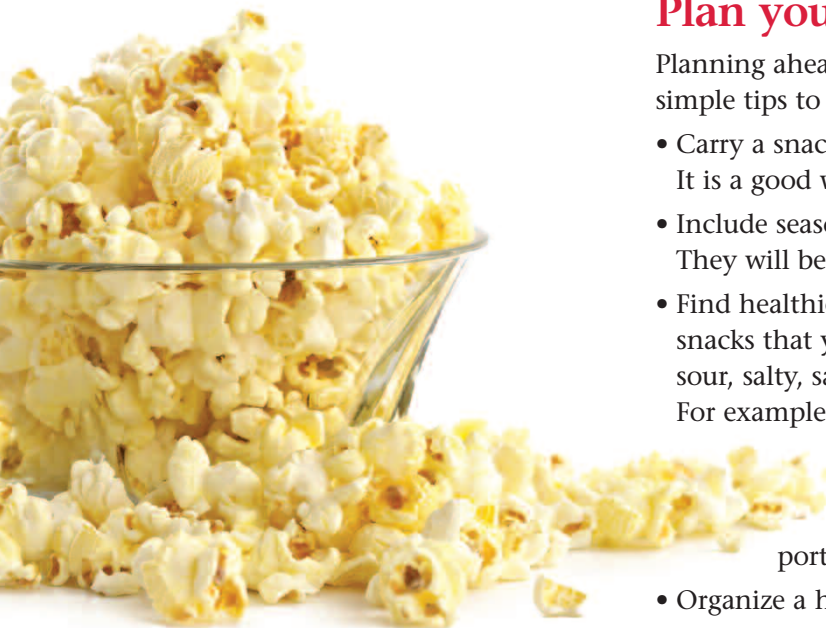 Plan you
Planning ahea
simple tips to
• Carry a snac
It is a good w
• Include seas
They will be
• Find healthi
snacks that y
sour, salty, sa
For example
port
• Organize a h